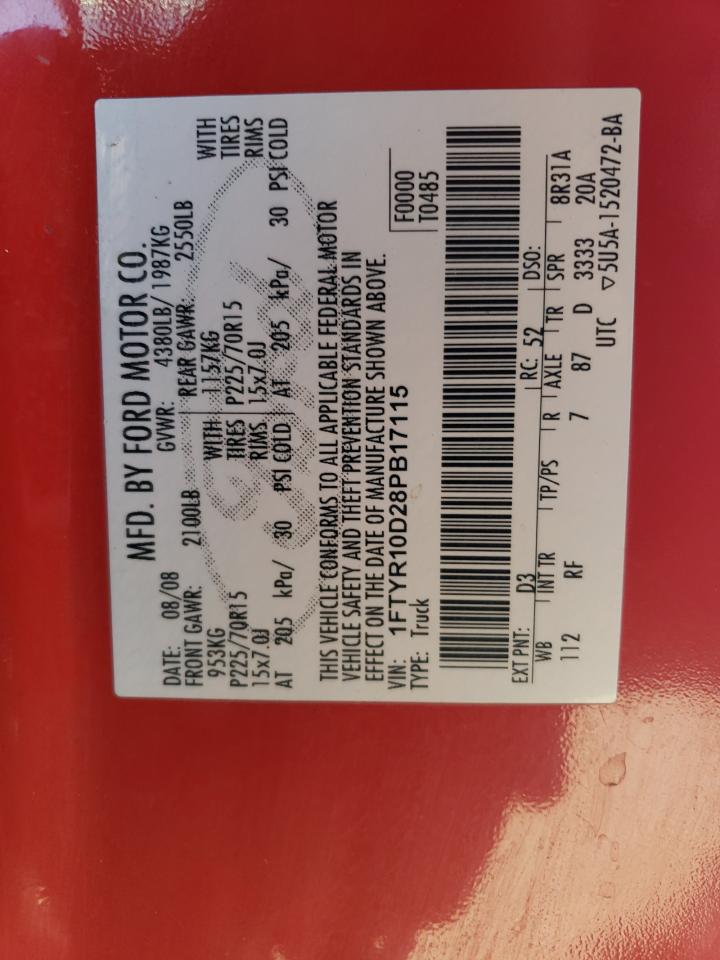 MFD. BY FORD MOTOR CO.
DATE: 08/08 GVWR: 4380LB/ 1987KG
FRONT GAWR: 2100LB REAR GAWR: 2550LB
953KG WITH 1157KG WITH
P225/70R15 TIRES P225/70R15 TIRES
15x7.0J RIMS 15x7.0J RIMS
AT 205 kPa/ 30 PSI COLD AT 205 kPa/ 30 PSI COLD
THIS VEHICLE CONFORMS TO ALL APPLICABLE FEDERAL MOTOR
VEHICLE SAFETY AND THEFT PREVENTION STANDARDS IN
EFFECT ON THE DATE OF MANUFACTURE SHOWN ABOVE.
VIN: 1FTYR10D28PB17115
TYPE: Truck
F0000
T0485
EXT PNT: D3 RC: 52 DSO:
WB INT TR TP/PS R AXLE TR SPR 8R31A
112 RF 7 87 D 3333 20A
UTC ▽5U5A-1520472-BA